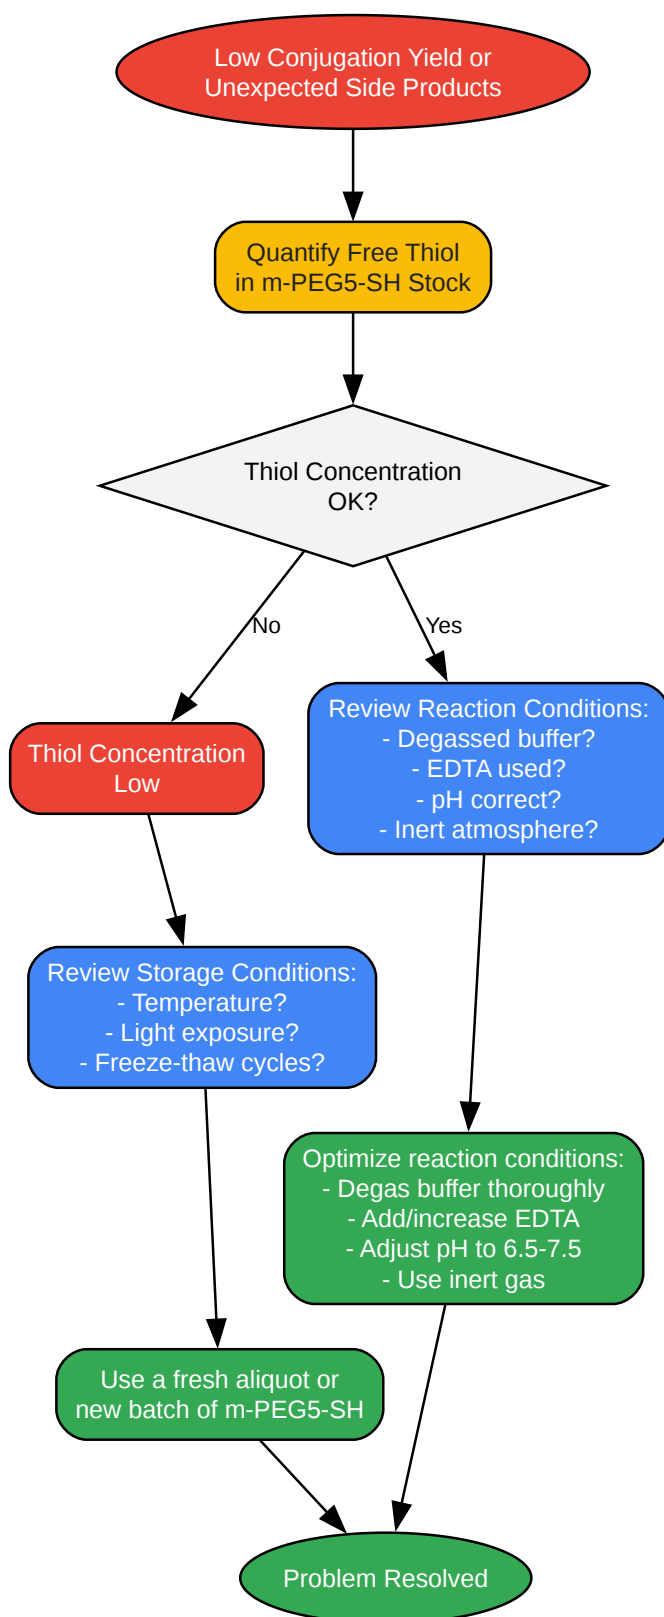 Low Conjugation Yield or
Unexpected Side Products
Quantify Free Thiol
in m-PEG5-SH Stock
Thiol Concentration
OK?
No
Yes
Thiol Concentration
Low
Review Reaction Conditions:
- Degassed buffer?
- EDTA used?
- pH correct?
- Inert atmosphere?
Review Storage Conditions:
- Temperature?
- Light exposure?
- Freeze-thaw cycles?
Optimize reaction conditions:
- Degas buffer thoroughly
- Add/increase EDTA
- Adjust pH to 6.5-7.5
- Use inert gas
Use a fresh aliquot or
new batch of m-PEG5-SH
Problem Resolved